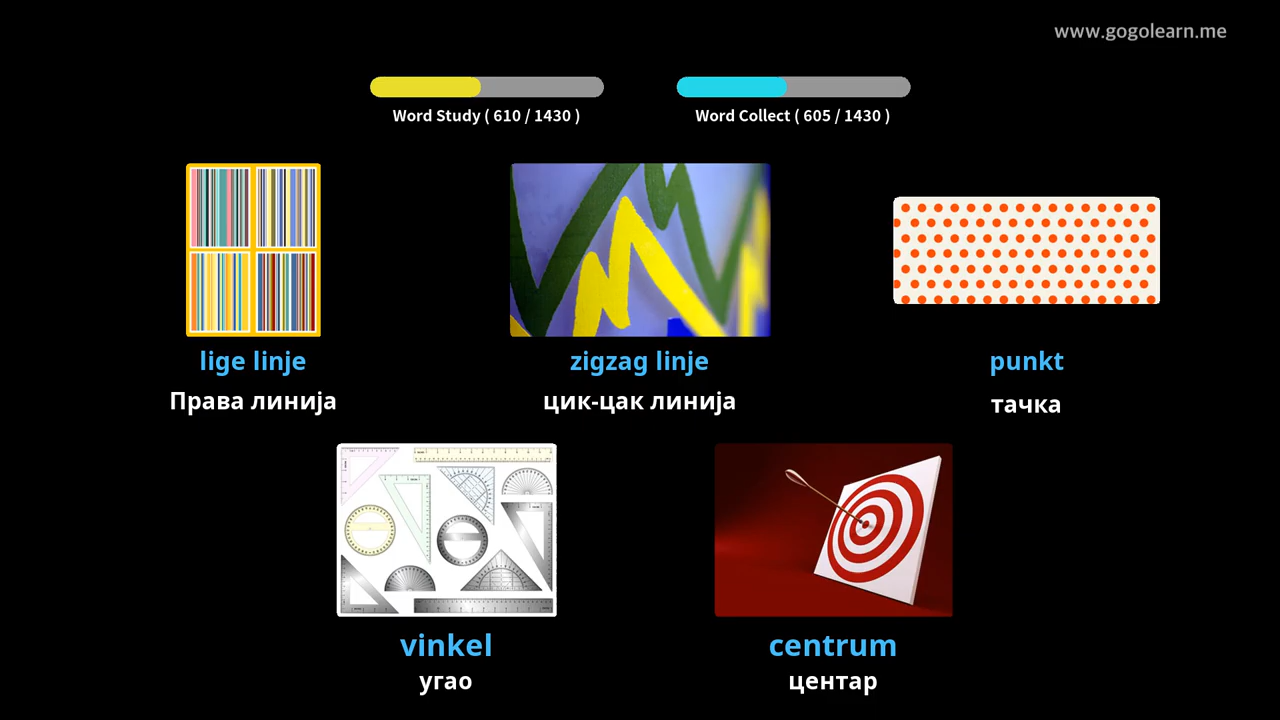 www.gogolearn.me
Word Study ( 610 / 1430 )
Word Collect ( 605 / 1430 )
lige linje
Права линија
zigzag linje
цик-цак линија
punkt
тачка
vinkel
угао
centrum
центар